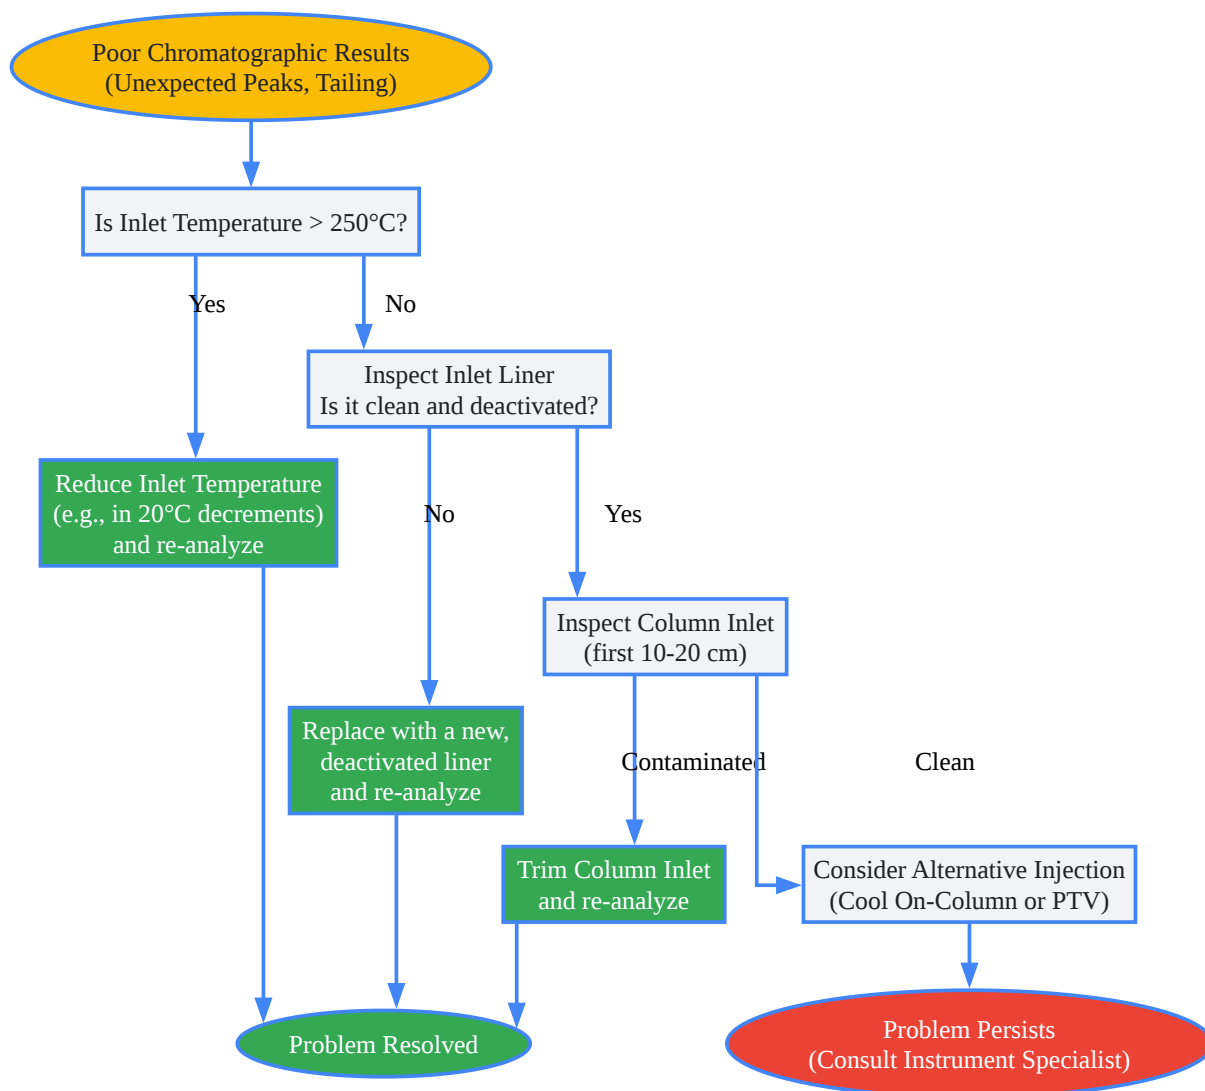 Poor Chromatographic Results
(Unexpected Peaks, Tailing)
Is Inlet Temperature > 250°C?
Yes
No
Inspect Inlet Liner
Is it clean and deactivated?
Reduce Inlet Temperature
(e.g., in 20°C decrements)
and re-analyze
No
Yes
Inspect Column Inlet
(first 10-20 cm)
Replace with a new,
deactivated liner
and re-analyze
Contaminated
Clean
Trim Column Inlet
and re-analyze
Consider Alternative Injection
(Cool On-Column or PTV)
Problem Resolved
Problem Persists
(Consult Instrument Specialist)